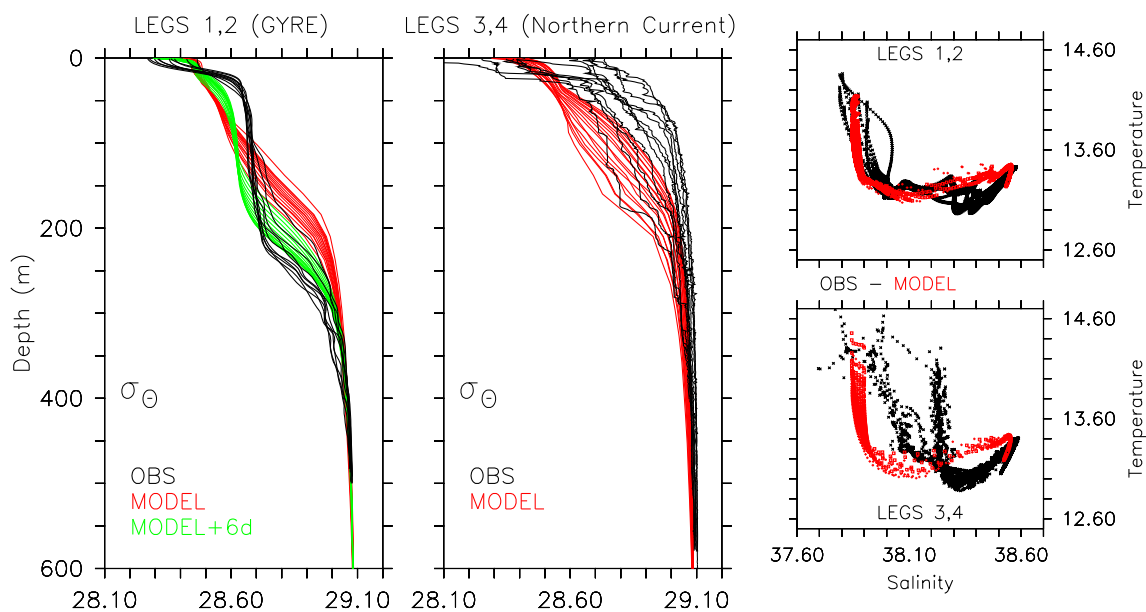 LEGS 1,2 (GYRE)
LEGS 3,4 (Northern Current)
0
200
400
600
Depth (m)
σΘ
OBS
MODEL
MODEL+6d
28.10 28.60 29.10
σΘ
OBS
MODEL
28.10 28.60 29.10
LEGS 1,2
14.60
13.60
12.60
Temperature
OBS – MODEL
14.60
13.60
12.60
Temperature
LEGS 3,4
37.60 38.10 38.60
Salinity